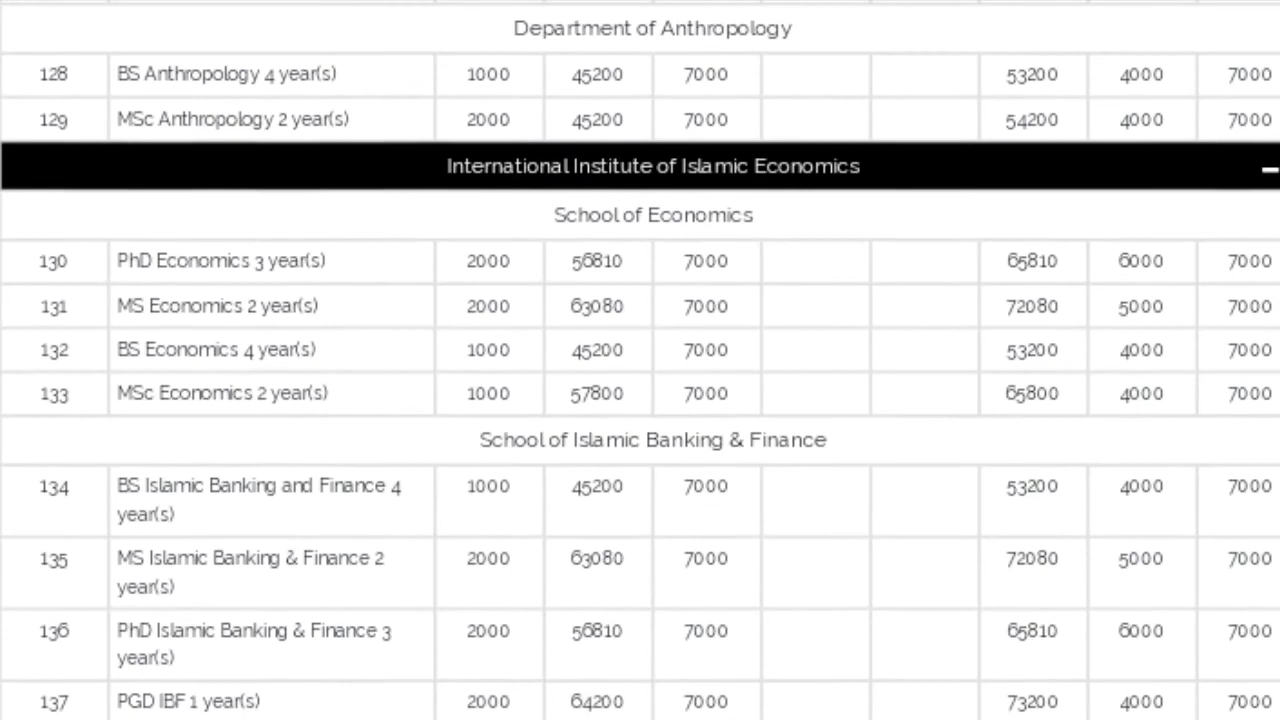 Department of Anthropology
128 BS Anthropology 4 year(s) 1000 45200 7000 53200 4000 7000
129 MSc Anthropology 2 year(s) 2000 45200 7000 54200 4000 7000
International Institute of Islamic Economics
School of Economics
130 PhD Economics 3 year(s) 2000 56810 7000 65810 6000 7000
131 MS Economics 2 year(s) 2000 63080 7000 72080 5000 7000
132 BS Economics 4 year(s) 1000 45200 7000 53200 4000 7000
133 MSc Economics 2 year(s) 1000 57800 7000 65800 4000 7000
School of Islamic Banking & Finance
134 BS Islamic Banking and Finance 4 1000 45200 7000 53200 4000 7000
year(s)
135 MS Islamic Banking & Finance 2 2000 63080 7000 72080 5000 7000
year(s)
136 PhD Islamic Banking & Finance 3 2000 56810 7000 65810 6000 7000
year(s)
137 PGD IBF 1 year(s) 2000 64200 7000 73200 4000 7000